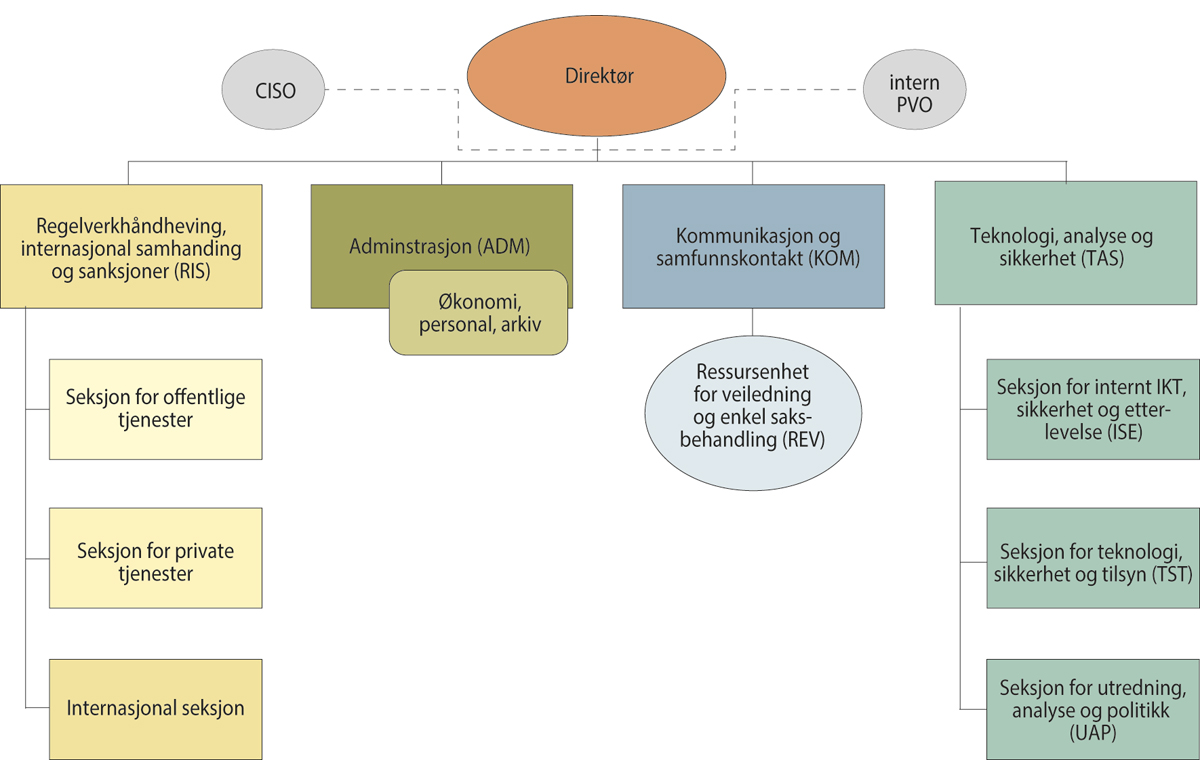 Direktør
CISO
intern
PVO
Regelverkhåndheving,
internasjonal samhanding
og sanksjoner (RIS)
Adminstrasjon (ADM)
Økonomi,
personal, arkiv
Kommunikasjon og
samfunnskontakt (KOM)
Teknologi, analyse og
sikkerhet (TAS)
Seksjon for offentlige
tjenester
Seksjon for private
tjenester
Internasjonal seksjon
Ressursenhet
for veiledning
og enkel saks-
behandling (REV)
Seksjon for internt IKT,
sikkerhet og etter-
levelse (ISE)
Seksjon for teknologi,
sikkerhet og tilsyn (TST)
Seksjon for utredning,
analyse og politikk
(UAP)